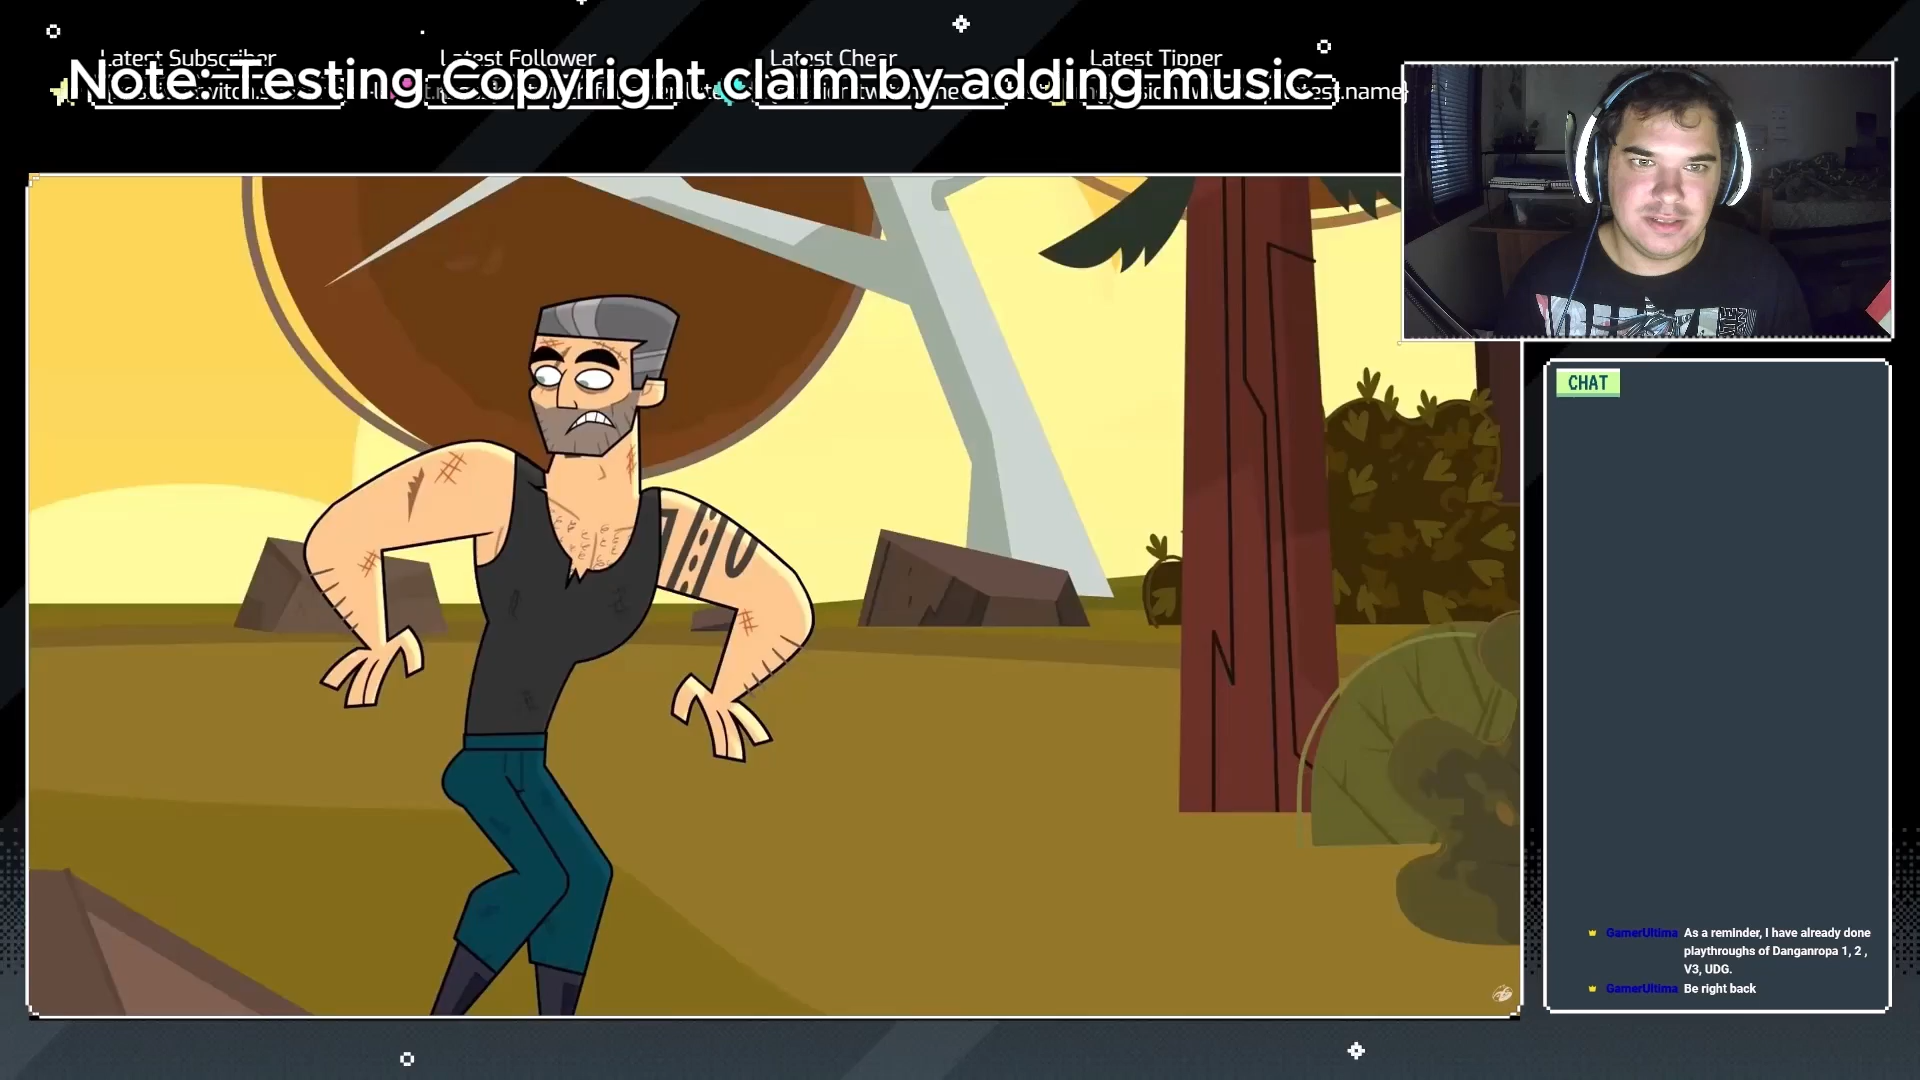 Latest Subscriber
Latest Follower
Latest Cheer
Latest Tipper
Note: Testing Copyright claim by adding music
CHAT
GamerUltima As a reminder, I have already done
playthroughs of Danganropa 1, 2 ,
V3, UDG.
GamerUltima Be right back